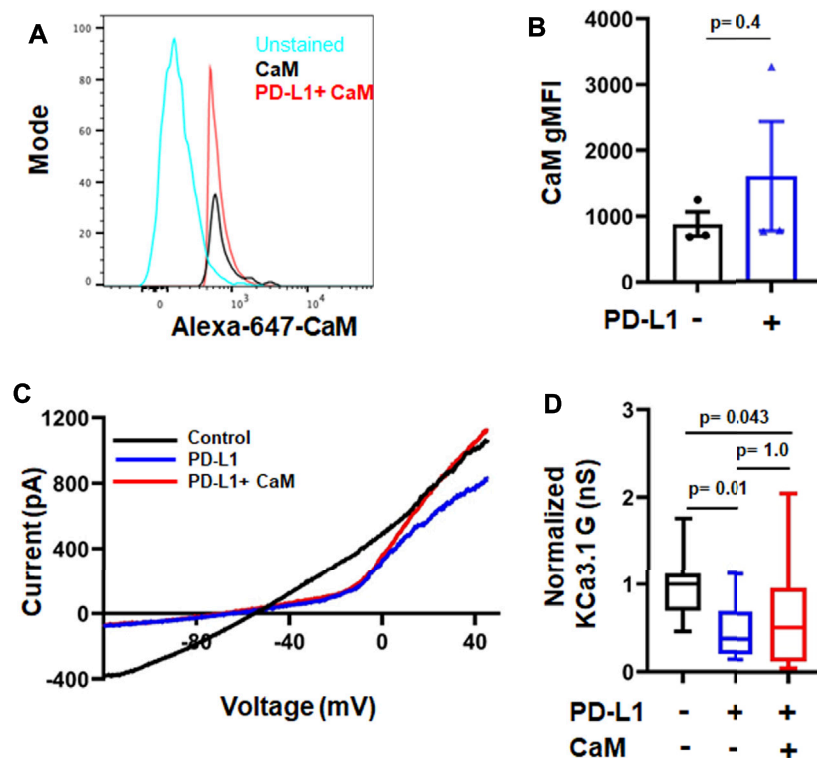 A
Unstained
CaM
PD-L1+ CaM
Mode
100
80
60
40
20
0
0
10³
10⁴
Alexa-647-CaM
B
p= 0.4
CaM gMFI
4000
3000
2000
1000
0
PD-L1 - +
C
Control
PD-L1
PD-L1+ CaM
Current (pA)
1200
800
400
0
-400
-80 -40 0 40
Voltage (mV)
D
p= 0.043
p= 1.0
p= 0.01
Normalized
KCa3.1 G (nS)
3
2
1
0
PD-L1 - + +
CaM - - +